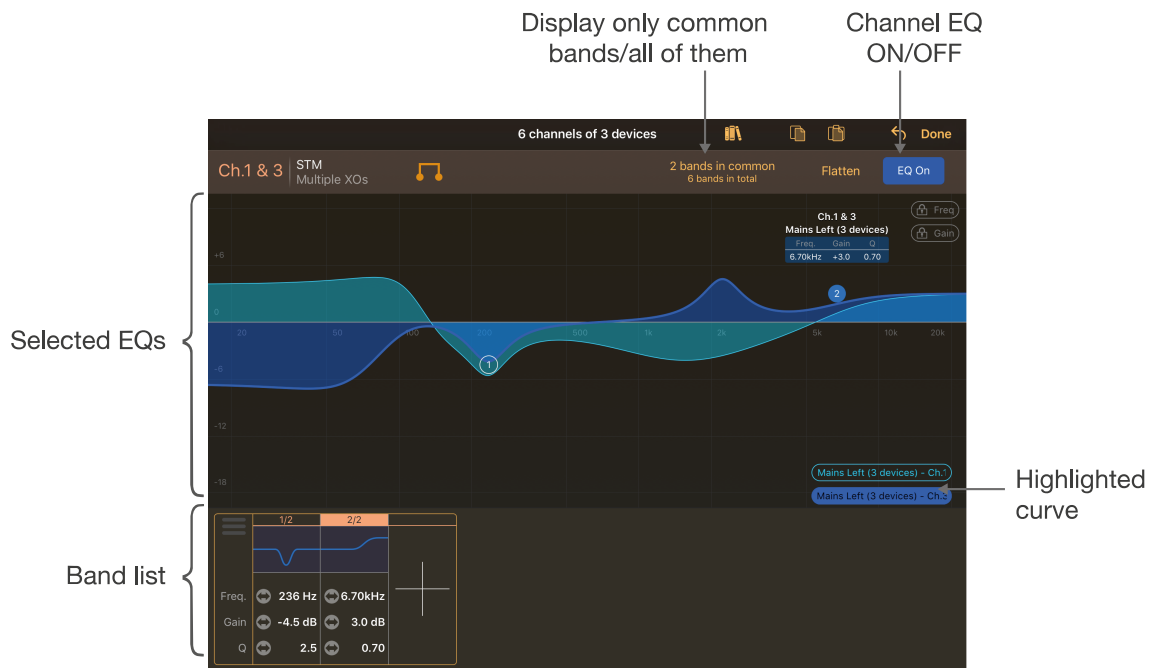 Display only common
bands/all of them
Channel EQ
ON/OFF
6 channels of 3 devices
Done
Ch.1 & 3
STM
Multiple XOs
2 bands in common
6 bands in total
Flatten
EQ On
Ch.1 & 3
Mains Left (3 devices)
Freq. Gain Q
6.70kHz +3.0 0.70
Freq
Gain
+6
0
-6
-12
-18
20 50 100 200 500 1k 2k 5k 10k 20k
2
1
Selected EQs
Mains Left (3 devices) - Ch.1
Mains Left (3 devices) - Ch.3
Highlighted
curve
Band list
1/2 2/2
Freq. 236 Hz 6.70kHz
Gain -4.5 dB 3.0 dB
Q 2.5 0.70